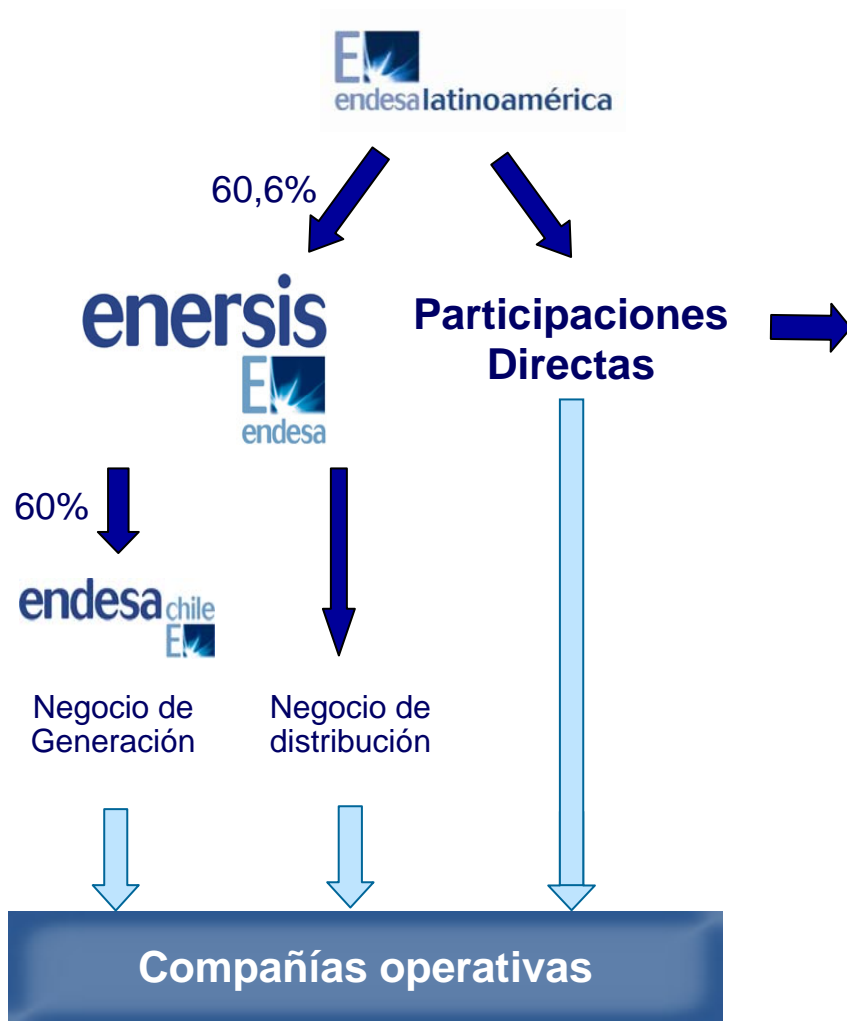 endesalatinoamérica
60,6%
enersis
endesa
Participaciones
Directas
60%
endesa chile
Negocio de
Generación
Negocio de
distribución
Compañías operativas